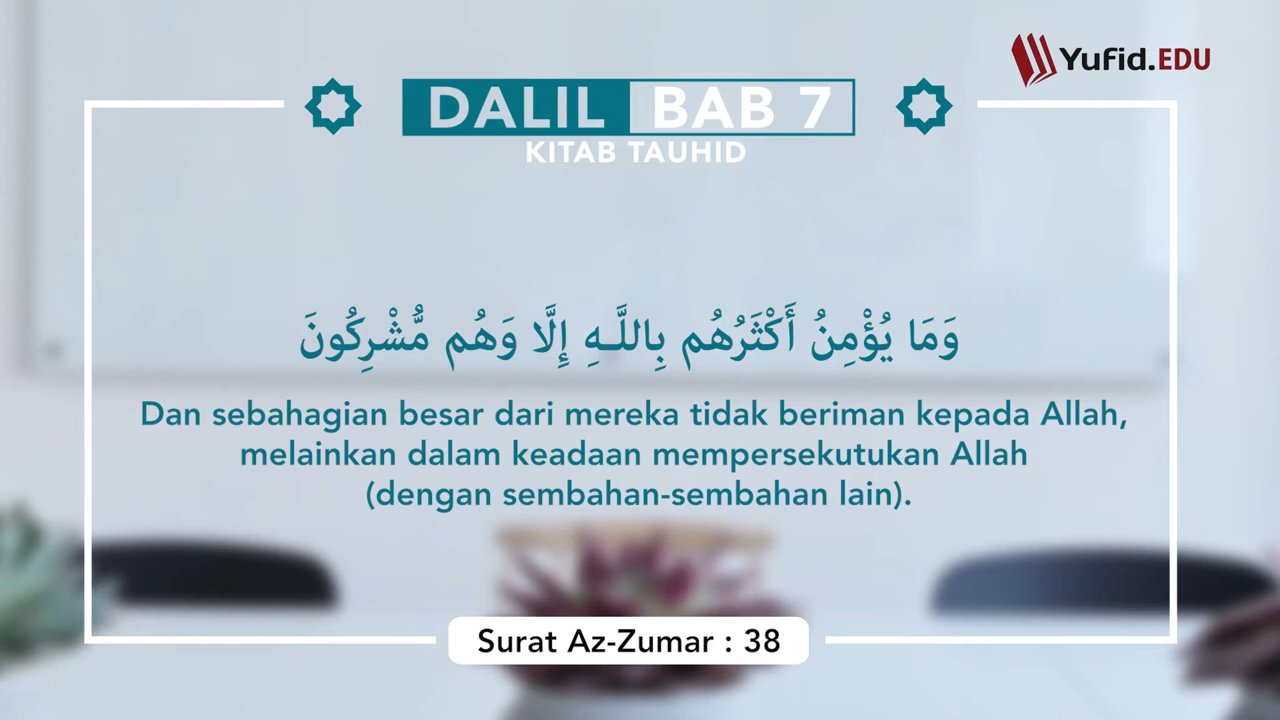 Yufid.EDU
DALIL BAB 7
KITAB TAUHID
وَمَا يُؤْمِنُ أَكْثَرُهُم بِاللَّـهِ إِلَّا وَهُم مُّشْرِكُونَ
Dan sebahagian besar dari mereka tidak beriman kepada Allah,
melainkan dalam keadaan mempersekutukan Allah
(dengan sembahan-sembahan lain).
Surat Az-Zumar : 38